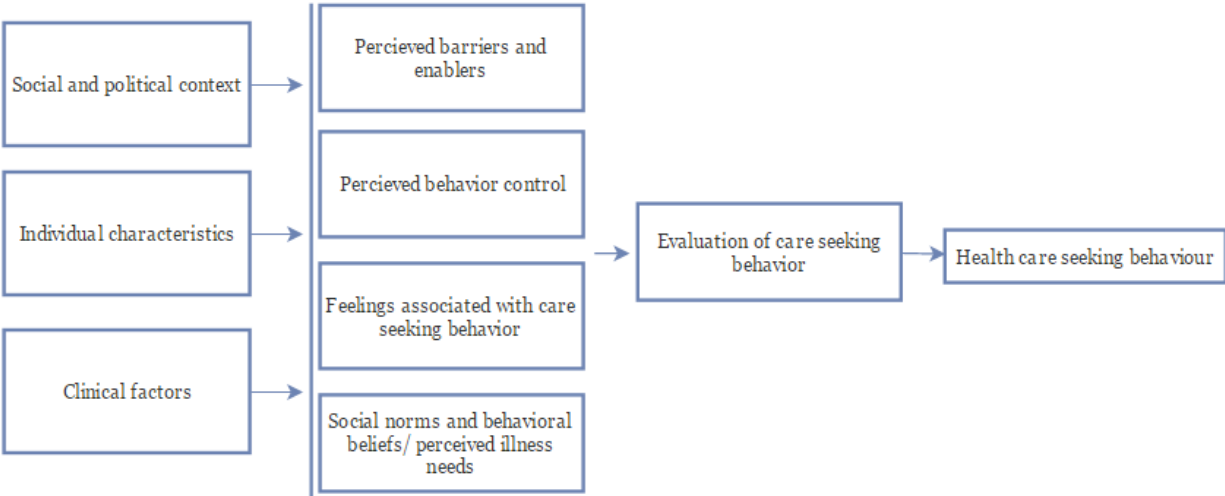 Social and political context
Individual characteristics
Clinical factors
Percieved barriers and
enablers
Percieved behavior control
Feelings associated with care
seeking behavior
Social norms and behavioral
beliefs/ perceived illness
needs
Evaluation of care seeking
behavior
Health care seeking behaviour